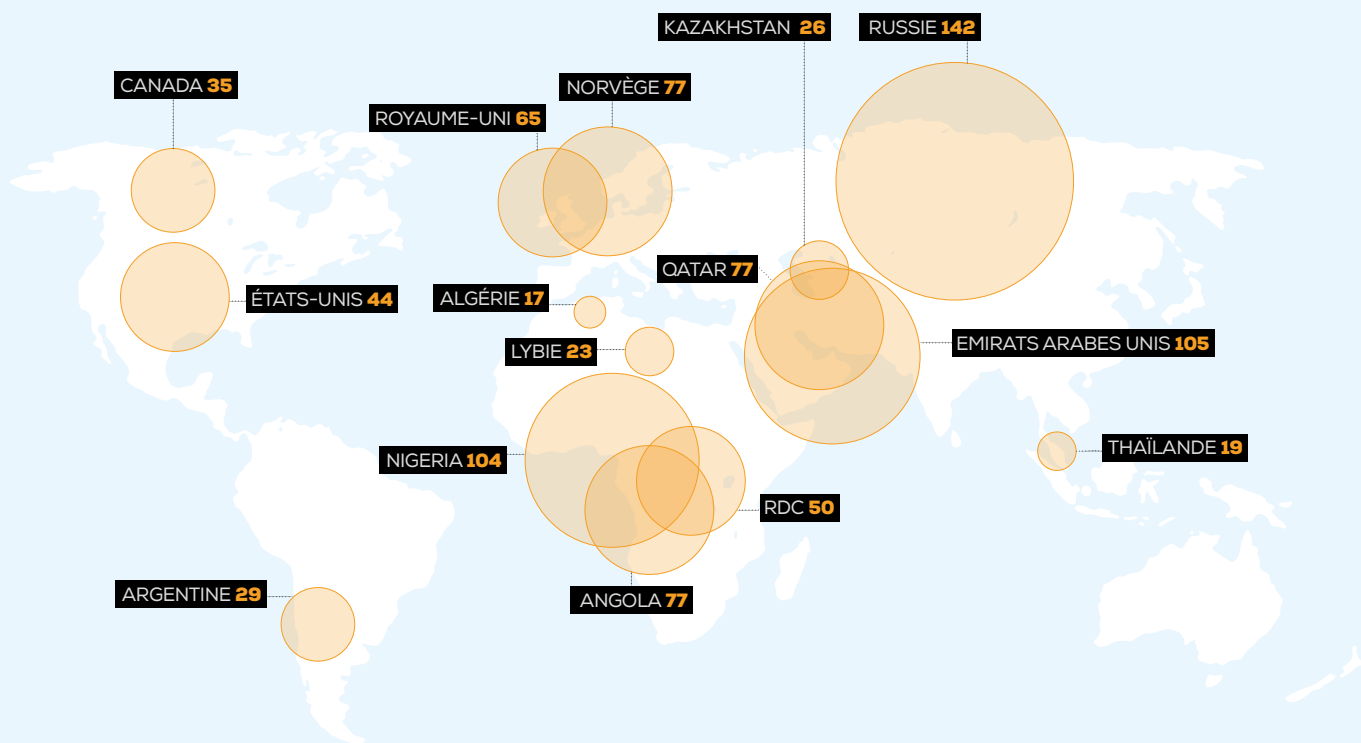 KAZAKHSTAN 26
RUSSIE 142
CANADA 35
NORVÈGE 77
ROYAUME-UNI 65
QATAR 77
ÉTATS-UNIS 44
ALGÉRIE 17
LYBIE 23
EMIRATS ARABES UNIS 105
NIGERIA 104
THAÏLANDE 19
RDC 50
ARGENTINE 29
ANGOLA 77